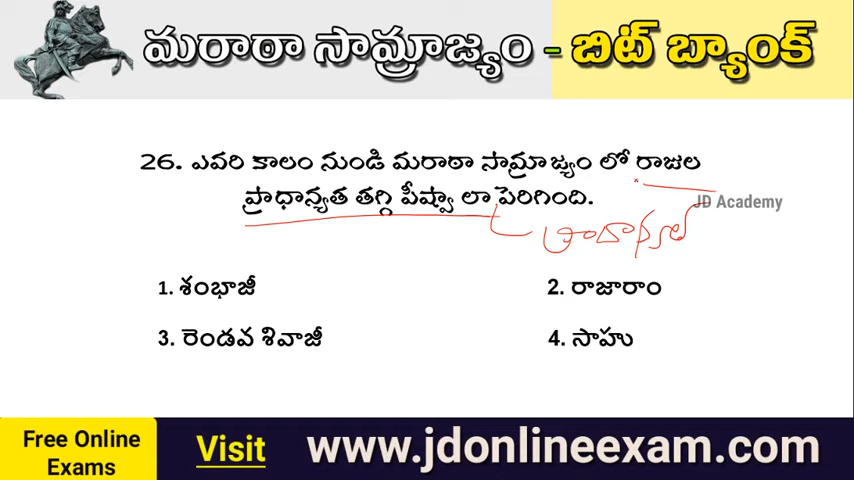 మరాఠా సామ్రాజ్యం - బిట్ బ్యాంక్
26. ఎవరి కాలం నుండి మరాఠా సామ్రాజ్యం లో రాజుల
ప్రాధాన్యత తగ్గి పీష్వా లా పెరిగింది.
JD Academy
1. శంభాజీ
2. రాజారాం
3. రెండవ శివాజీ
4. సాహు
Free Online
Exams
Visit
www.jdonlineexam.com